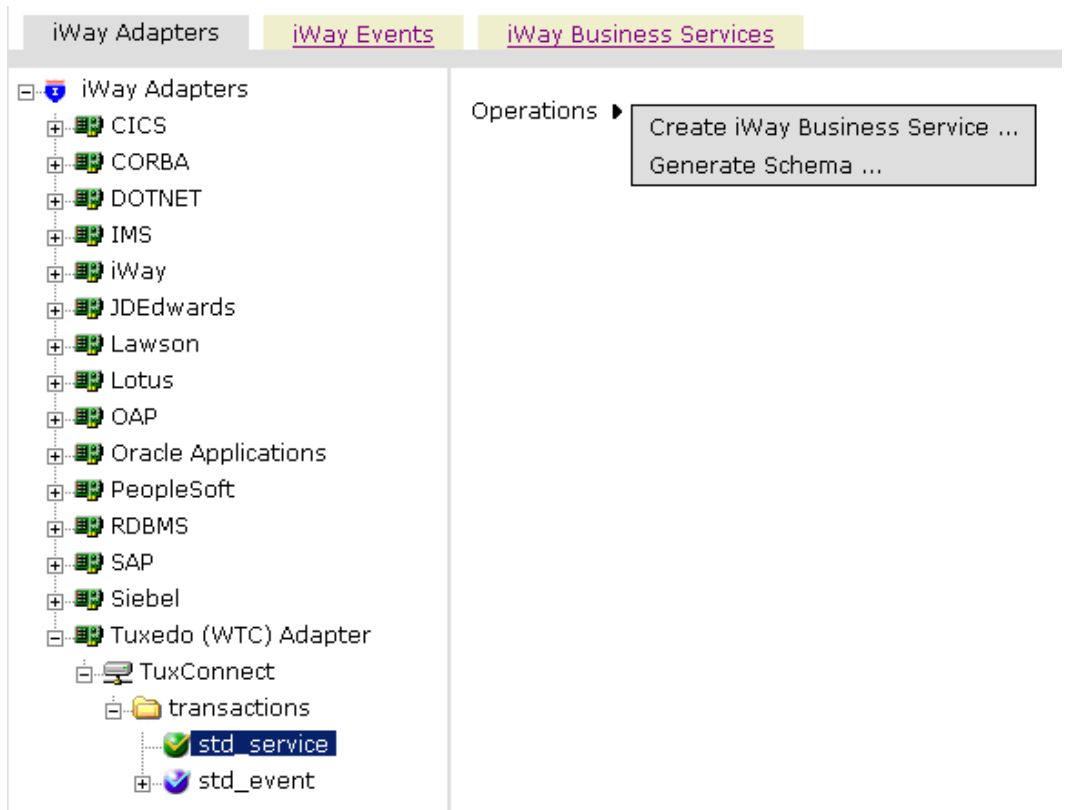 iWay Adapters
iWay Events
iWay Business Services
iWay Adapters
CICS
CORBA
DOTNET
IMS
iWay
JDEdwards
Lawson
Lotus
OAP
Oracle Applications
PeopleSoft
RDBMS
SAP
Siebel
Tuxedo (WTC) Adapter
TuxConnect
transactions
std_service
std_event
Operations
Create iWay Business Service ...
Generate Schema ...